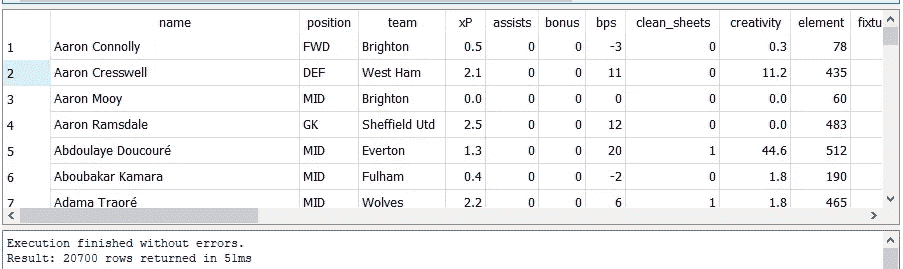 name position team xP assists bonus bps clean_sheets creativity element fixtu
1 Aaron Connolly FWD Brighton 0.5 0 0 -3 0 0.3 78
2 Aaron Cresswell DEF West Ham 2.1 0 0 11 0 11.2 435
3 Aaron Mooy MID Brighton 0.0 0 0 0 0 0.0 60
4 Aaron Ramsdale GK Sheffield Utd 2.5 0 0 12 0 0.0 483
5 Abdoulaye Doucouré MID Everton 1.3 0 0 20 1 44.6 512
6 Aboubakar Kamara MID Fulham 0.4 0 0 -2 0 1.8 190
7 Adama Traoré MID Wolves 2.2 0 0 6 1 1.8 465
Execution finished without errors.
Result: 20700 rows returned in 51ms